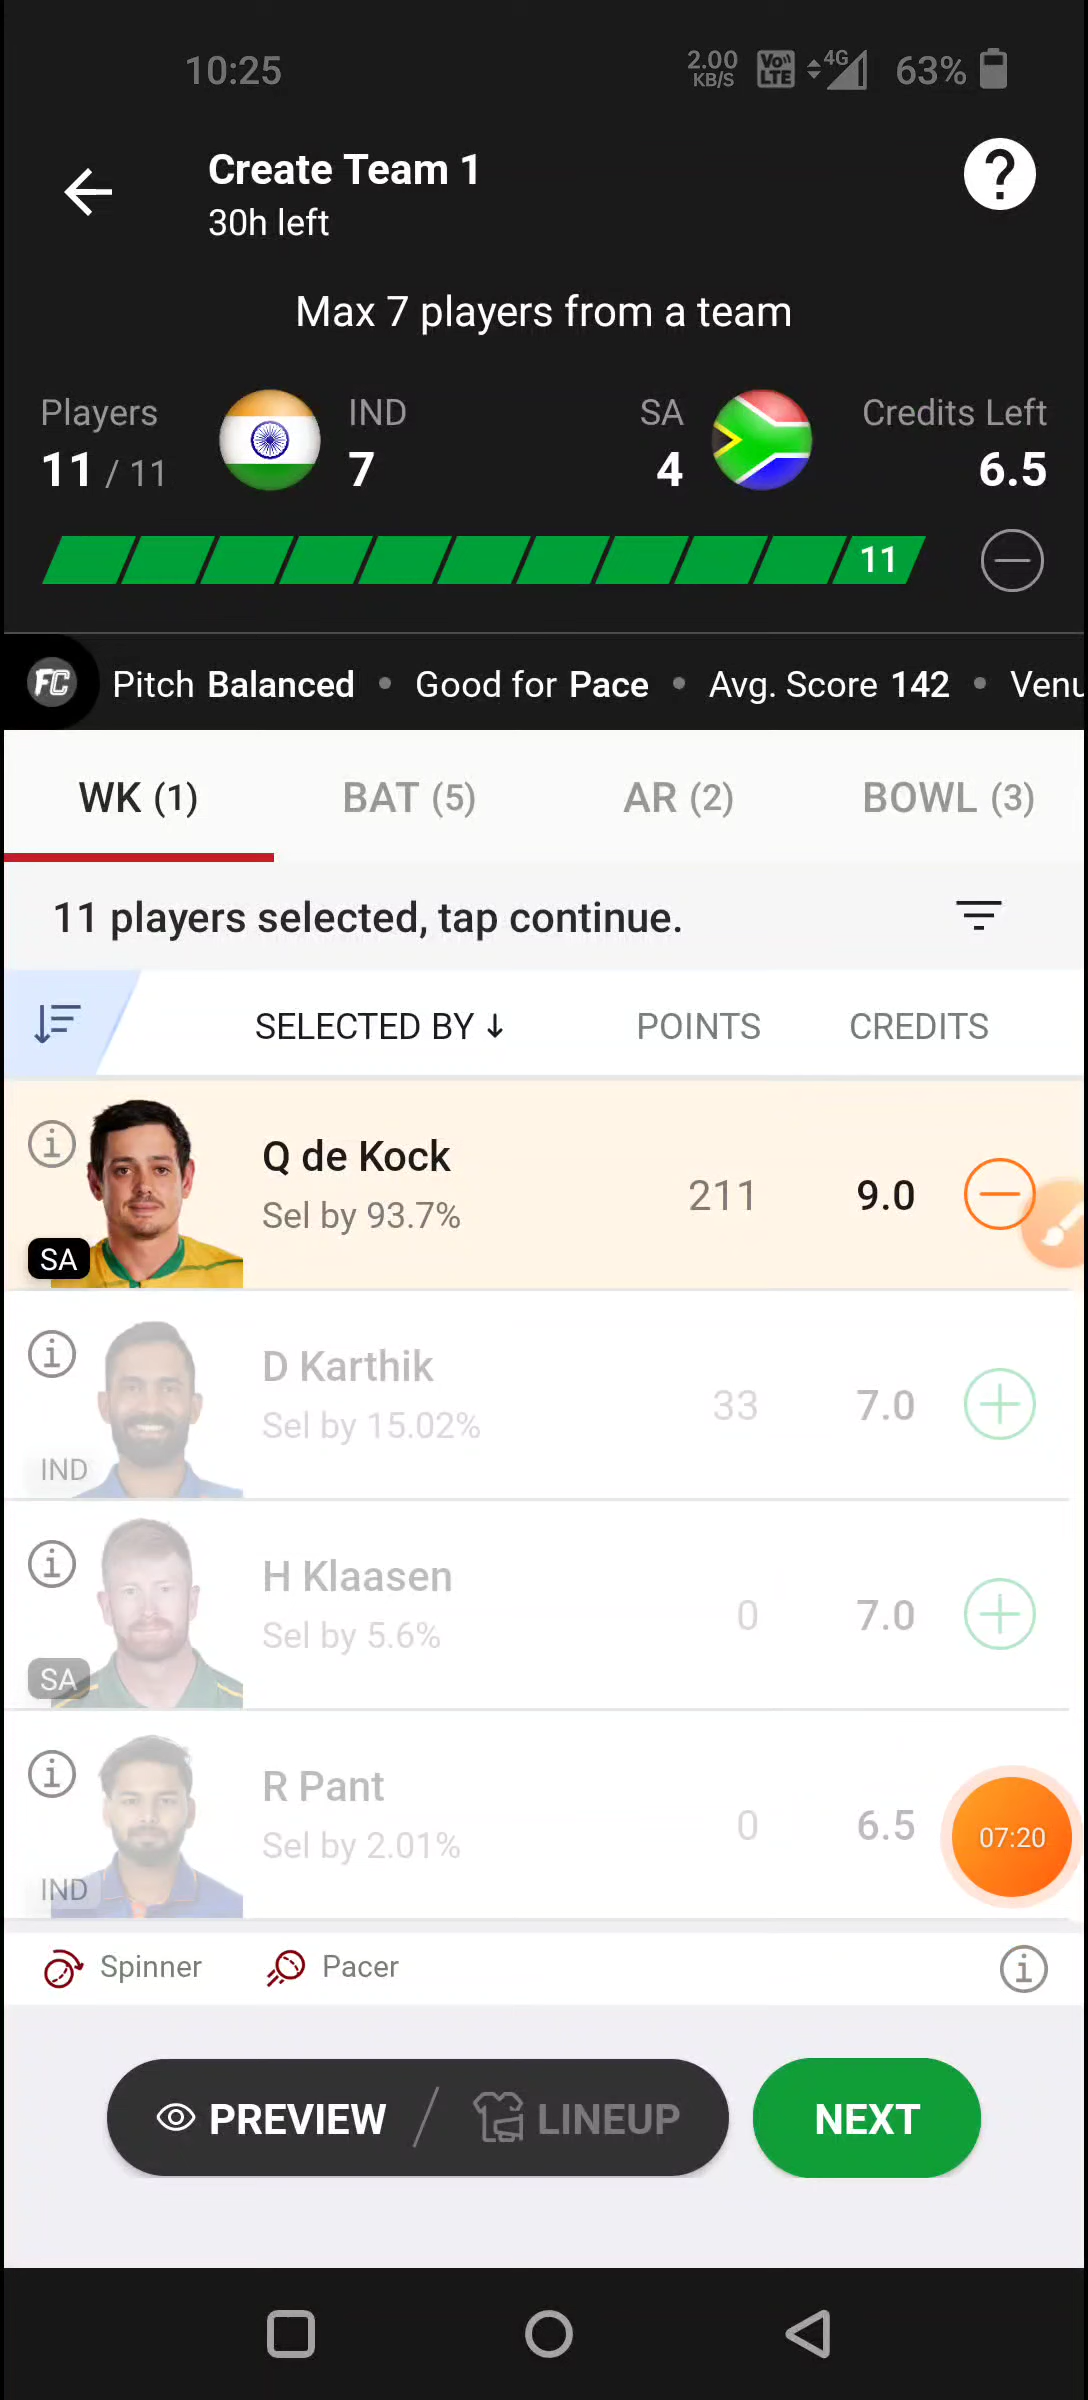 10:25
2.00 KB/S VoLTE 4G 63%
Create Team 1
30h left
Max 7 players from a team
Players IND SA Credits Left
11 / 11 7 4 6.5
11
FC Pitch Balanced • Good for Pace • Avg. Score 142 • Venu
WK (1) BAT (5) AR (2) BOWL (3)
11 players selected, tap continue.
SELECTED BY ↓ POINTS CREDITS
Q de Kock
Sel by 93.7% 211 9.0
SA
D Karthik
Sel by 15.02% 33 7.0
IND
H Klaasen
Sel by 5.6% 0 7.0
SA
R Pant
Sel by 2.01% 0 6.5
IND
07:20
Spinner Pacer
PREVIEW / LINEUP NEXT